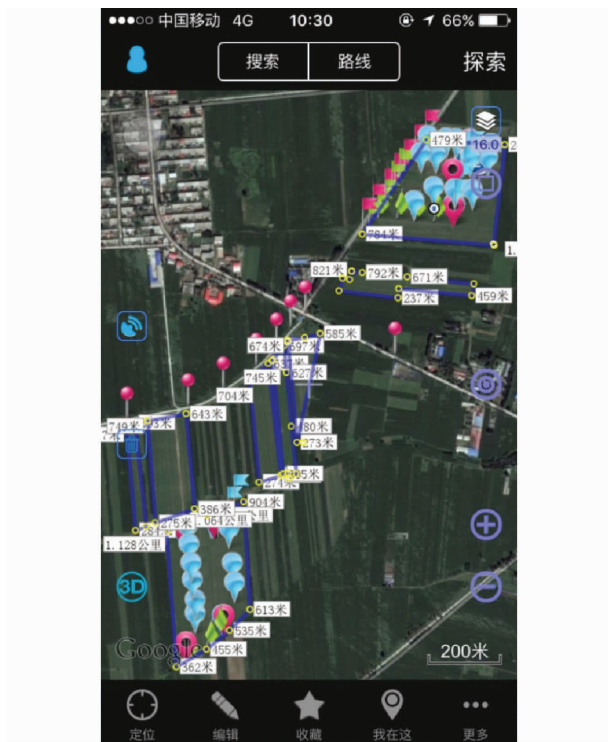 中国移动 4G 10:30 66%
搜索 路线 探索
479米
16.0
784米
1.
821米 792米 671米
237米 459米
585米
674米 697米
745米 627米
704米
643米
749米
480米
273米
274米
904米
386米
275米 1.064公里
1.128公里
3D
613米
535米
455米
362米
Google
200米
定位 编辑 收藏 我在这 更多